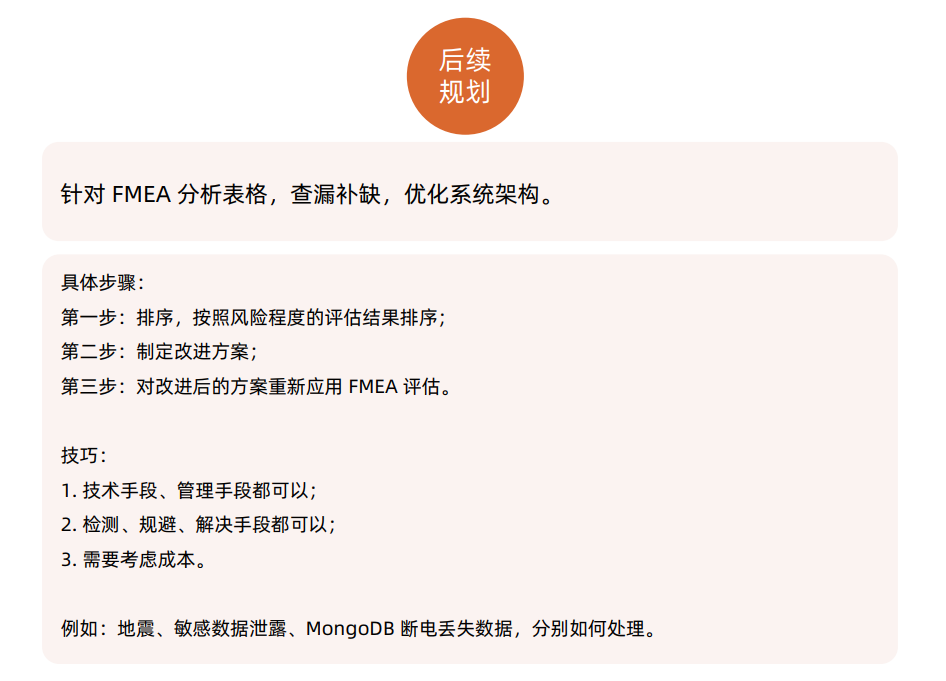 后续
规划
针对 FMEA 分析表格，查漏补缺，优化系统架构。
具体步骤：
第一步：排序，按照风险程度的评估结果排序；
第二步：制定改进方案；
第三步：对改进后的方案重新应用 FMEA 评估。
技巧：
1. 技术手段、管理手段都可以；
2. 检测、规避、解决手段都可以；
3. 需要考虑成本。
例如：地震、敏感数据泄露、MongoDB 断电丢失数据，分别如何处理。